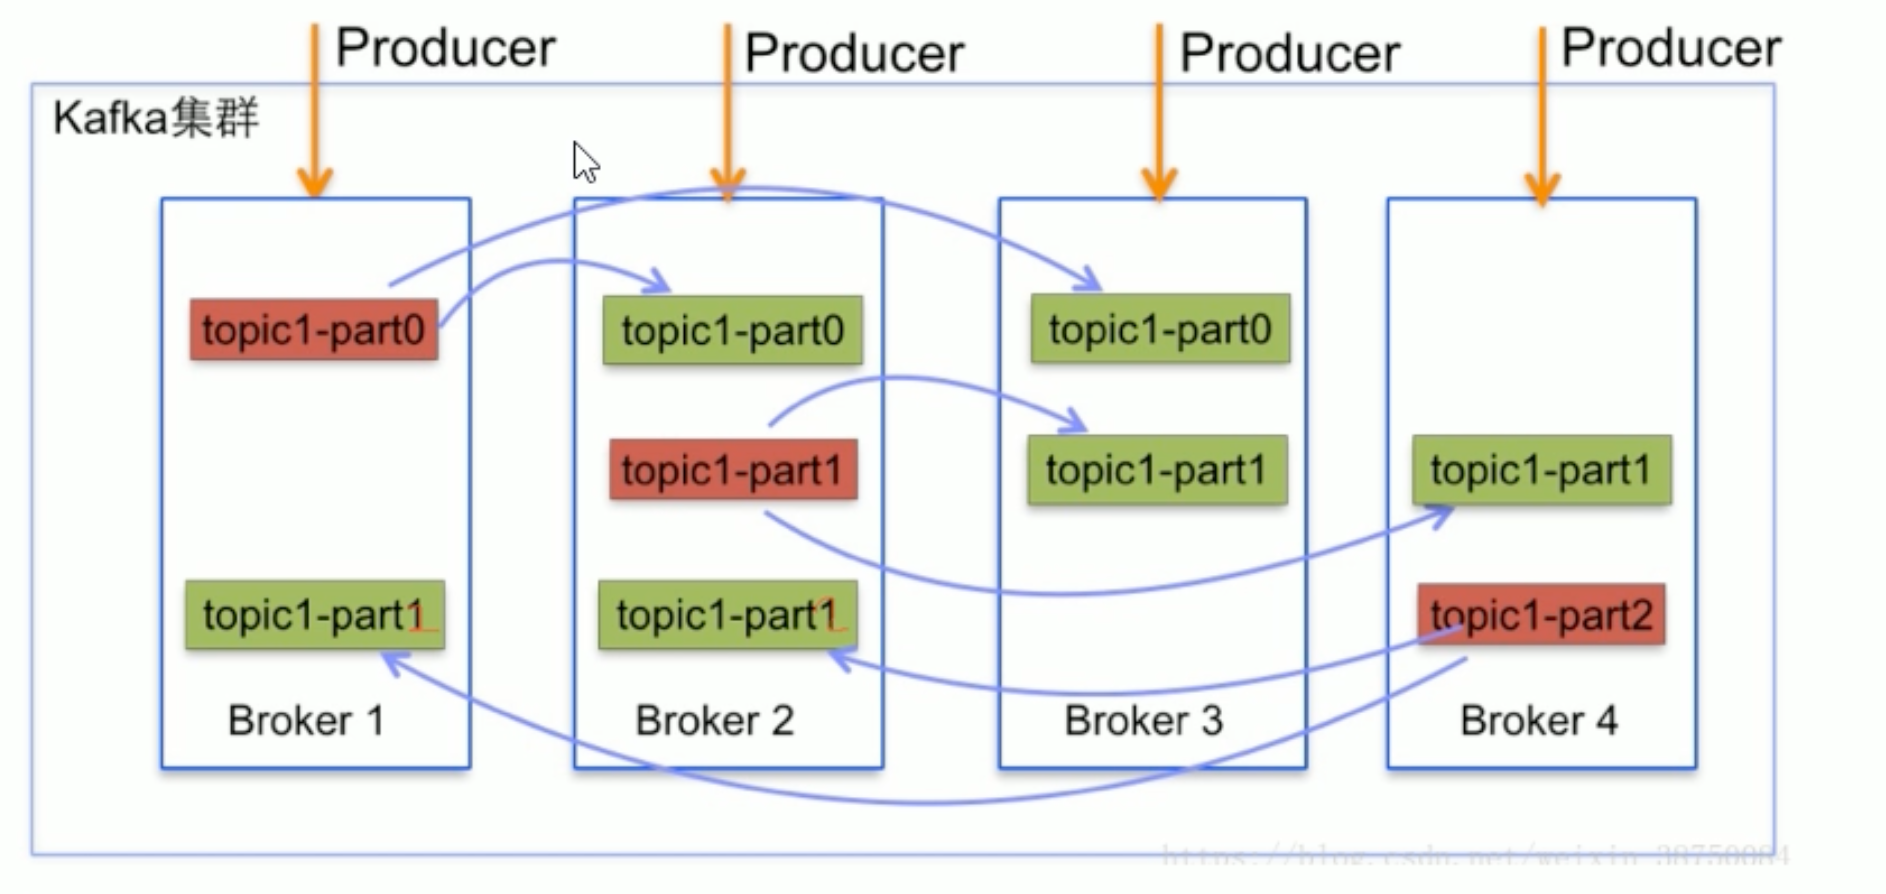 Producer
Producer
Producer
Producer
Kafka集群
topic1-part0
topic1-part0
topic1-part0
topic1-part1
topic1-part1
topic1-part1
topic1-part1
topic1-part1
topic1-part2
Broker 1
Broker 2
Broker 3
Broker 4
https://blog.csdn.net/weixin_38750084